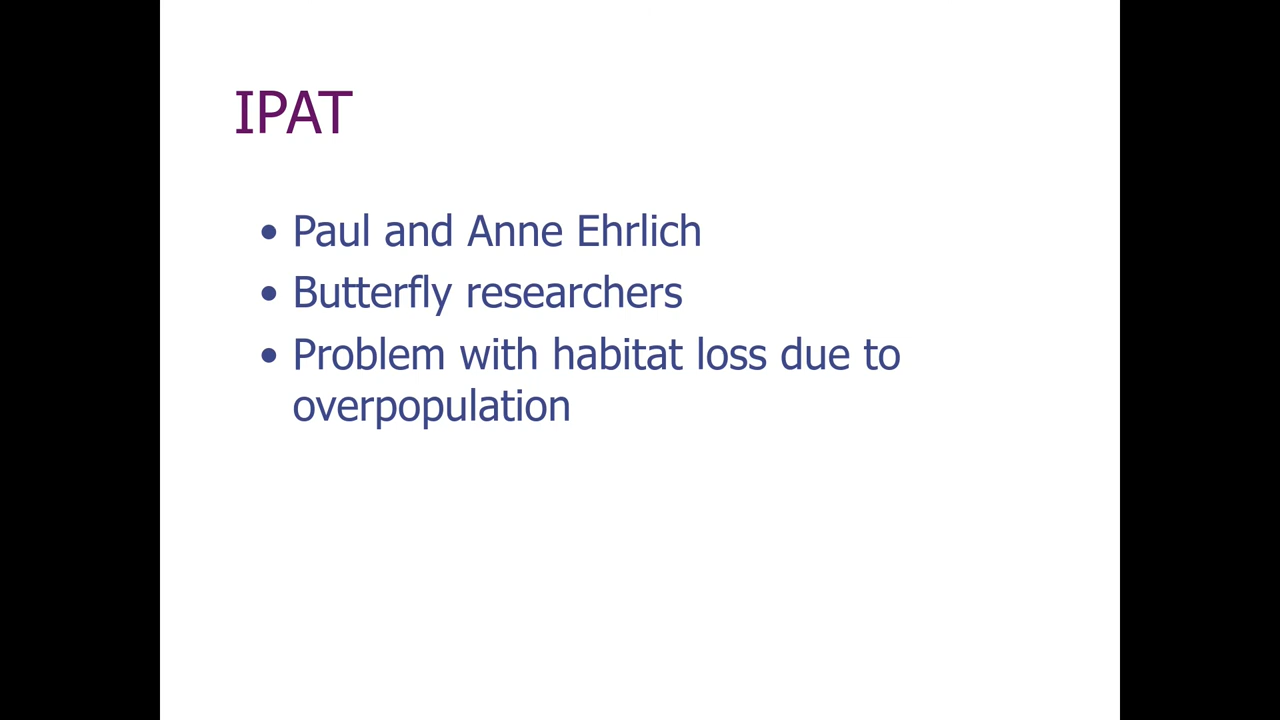 IPAT
• Paul and Anne Ehrlich
• Butterfly researchers
• Problem with habitat loss due to
overpopulation